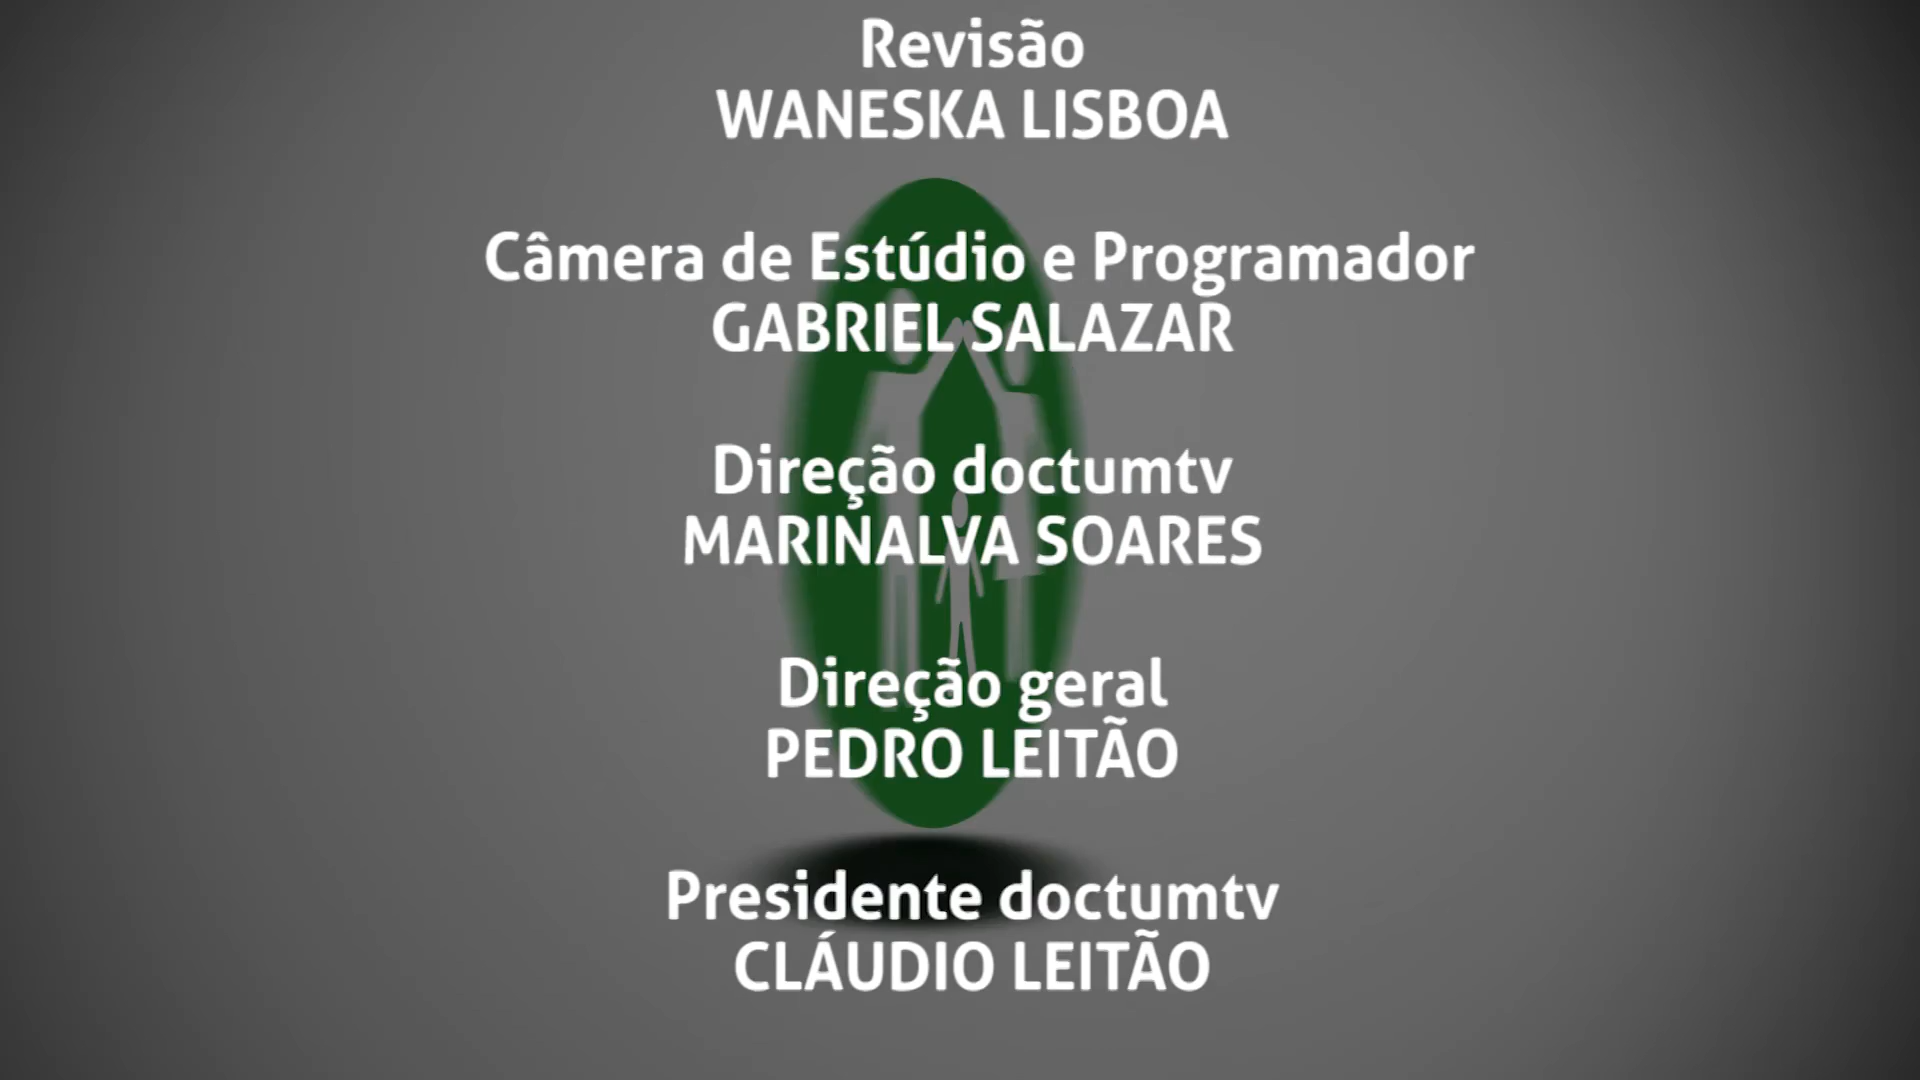 Revisão
WANESKA LISBOA
Câmera de Estúdio e Programador
GABRIEL SALAZAR
Direção doctumtv
MARINALVA SOARES
Direção geral
PEDRO LEITÃO
Presidente doctumtv
CLÁUDIO LEITÃO